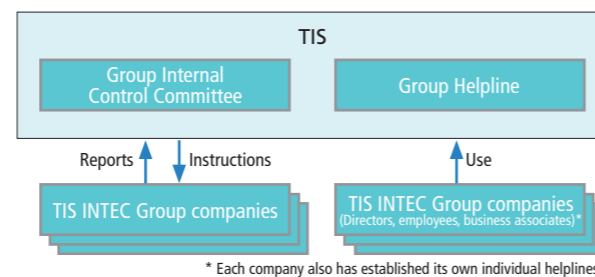 TIS
Group Internal
Control Committee
Group Helpline
Reports
Instructions
Use
TIS INTEC Group companies
TIS INTEC Group companies
(Directors, employees, business associates)*
* Each company also has established its own individual helplines